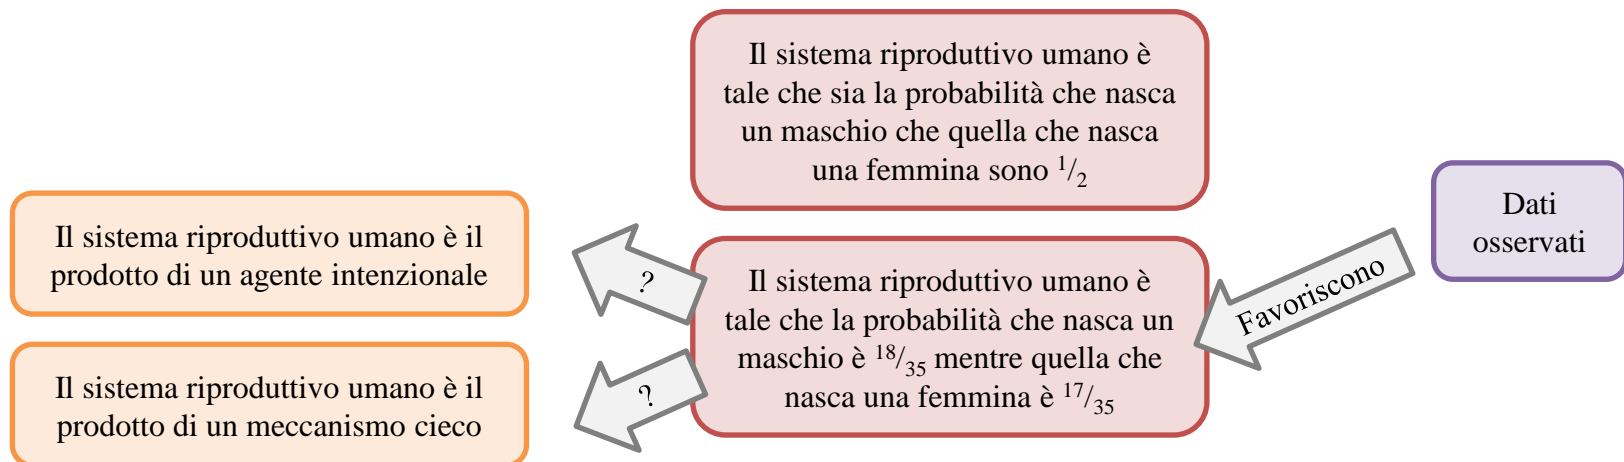 Il sistema riproduttivo umano è
tale che sia la probabilità che nasca
un maschio che quella che nasca
una femmina sono 1/2
Dati
osservati
Il sistema riproduttivo umano è il
prodotto di un agente intenzionale
?
Il sistema riproduttivo umano è
tale che la probabilità che nasca un
maschio è 18/35 mentre quella che
nasca una femmina è 17/35
Favoriscono
Il sistema riproduttivo umano è il
prodotto di un meccanismo cieco
?